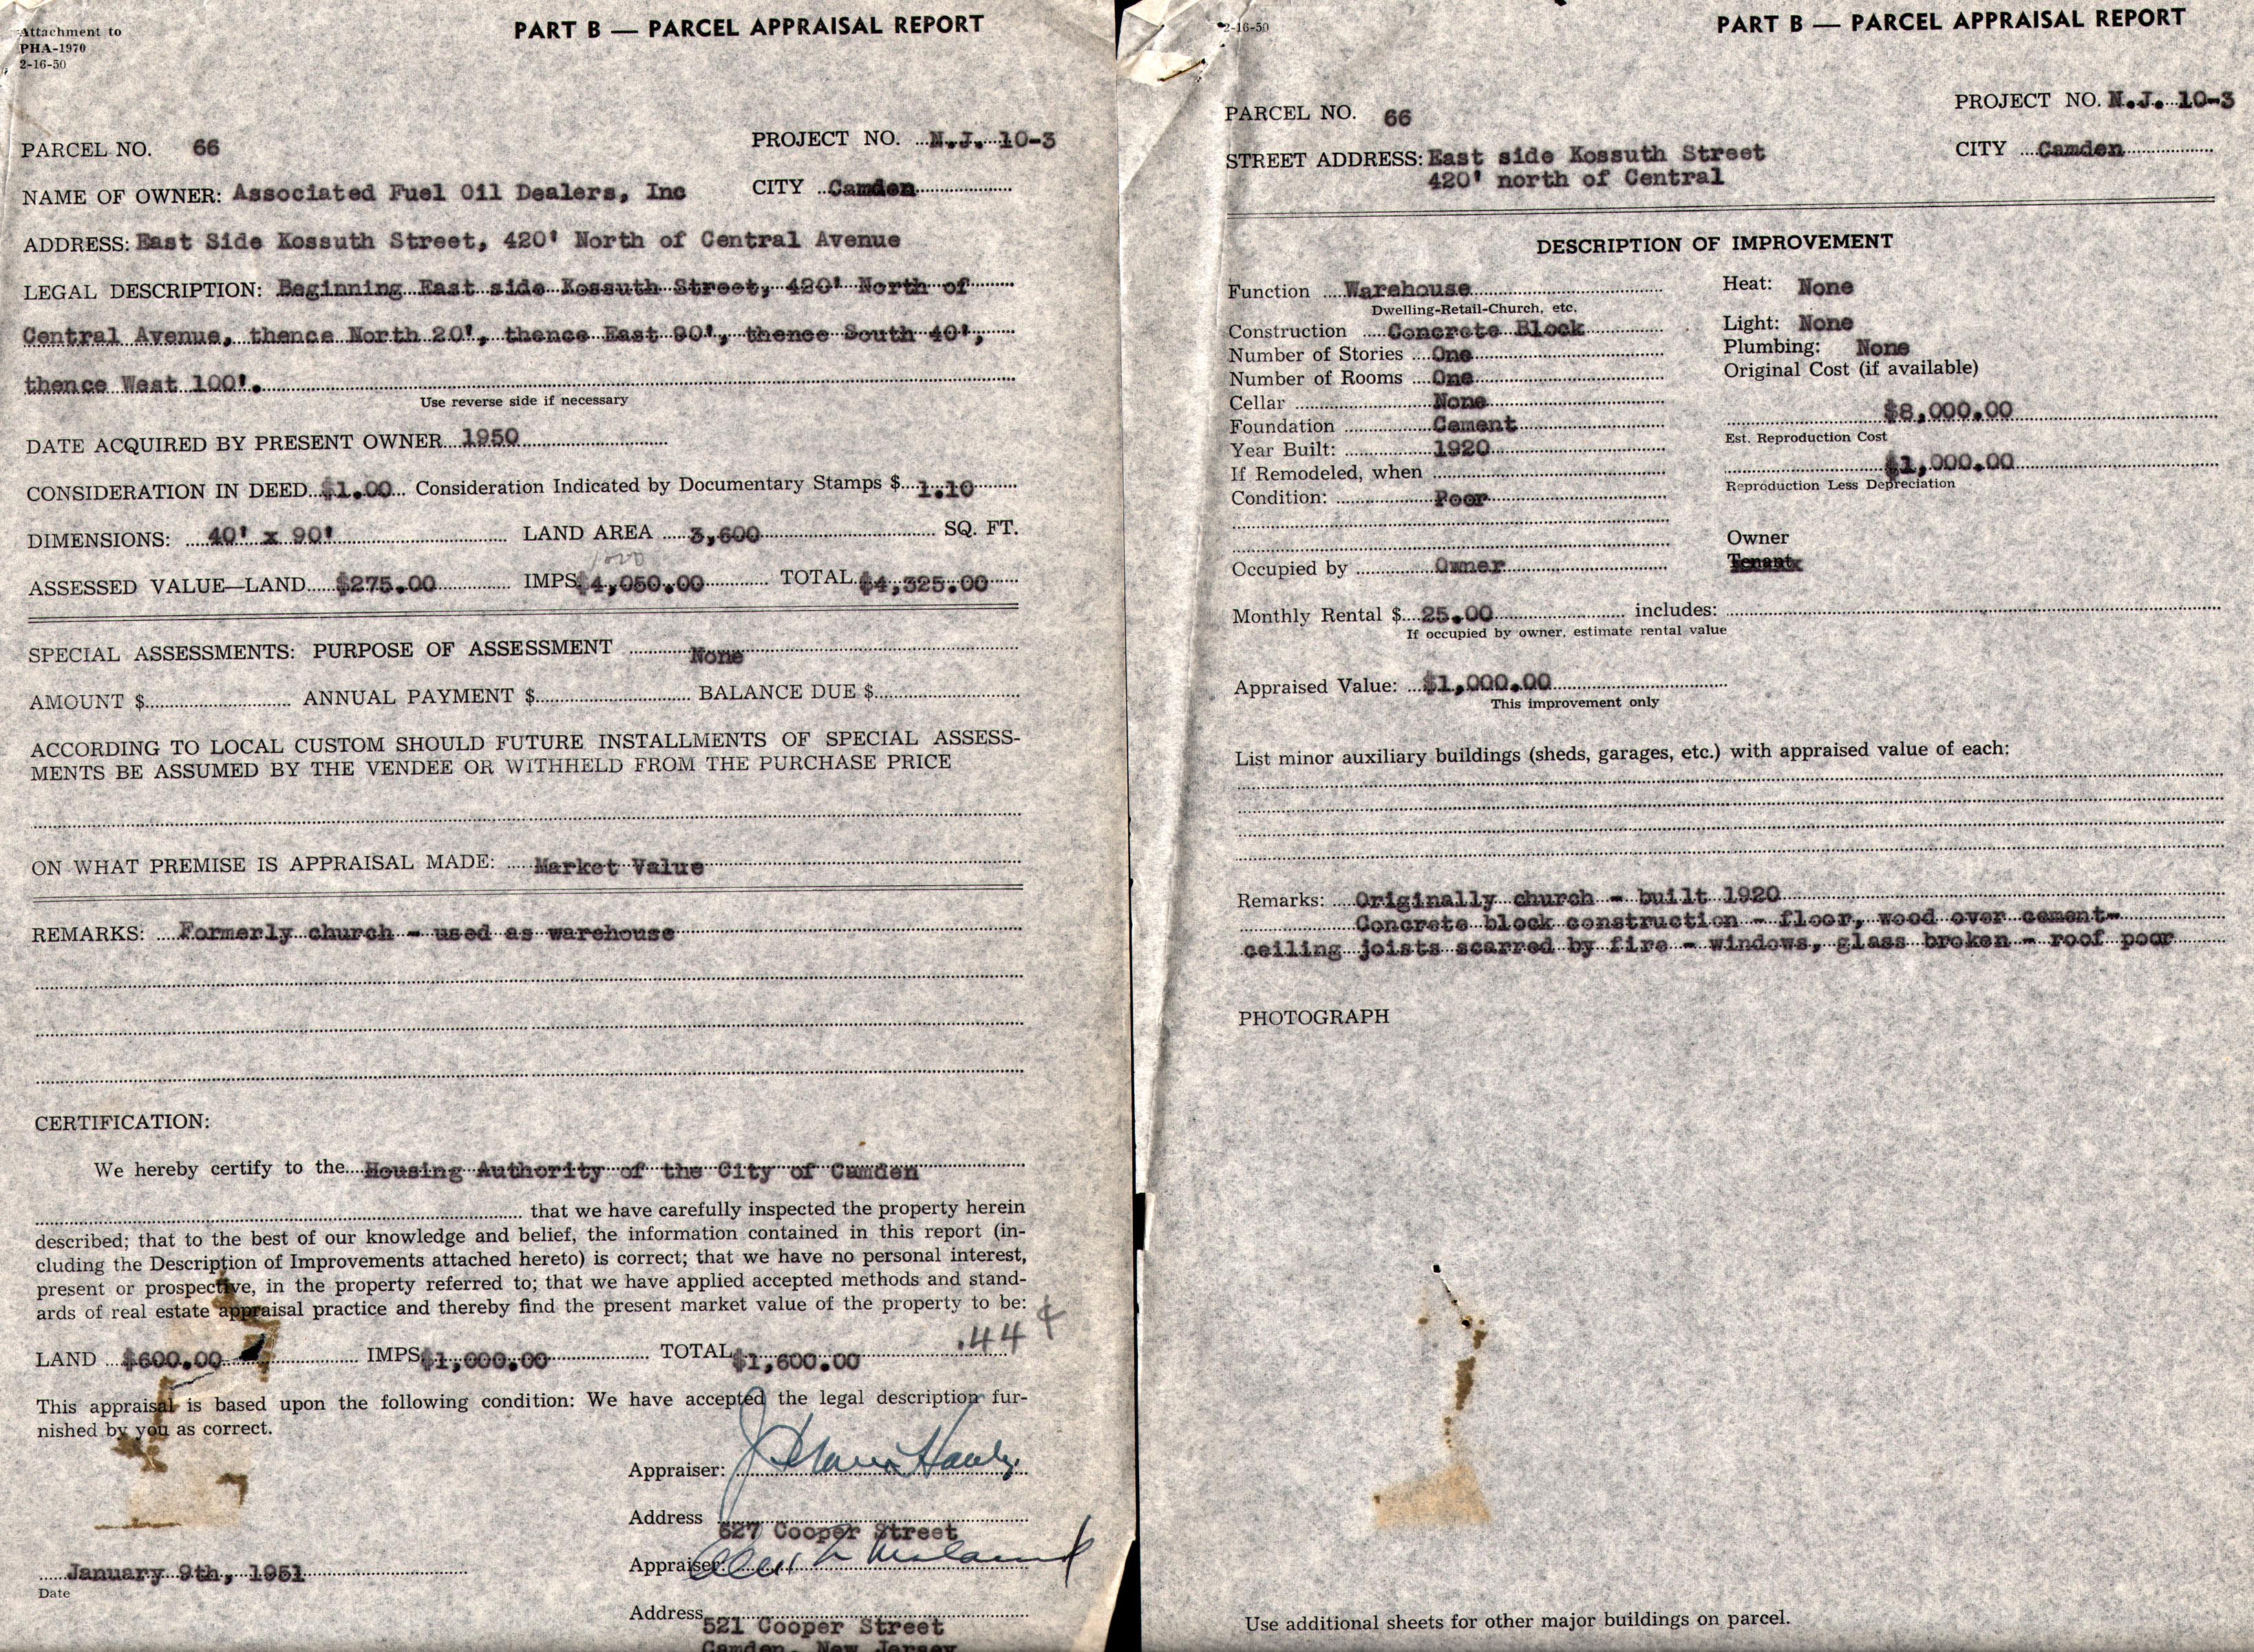 Attachment to
PHA-1970
2-16-50
PART B — PARCEL APPRAISAL REPORT
PARCEL NO. 66
PROJECT NO. N.J. 10-3
NAME OF OWNER: Associated Fuel Oil Dealers, Inc
CITY Camden
ADDRESS: East Side Kossuth Street, 420' North of Central Avenue
LEGAL DESCRIPTION: Beginning East side Kossuth Street, 420' North of
Central Avenue, thence North 20', thence East 90', thence South 40',
thence West 100'.
Use reverse side if necessary
DATE ACQUIRED BY PRESENT OWNER 1950
CONSIDERATION IN DEED $1.00 Consideration Indicated by Documentary Stamps $ 1.10
DIMENSIONS: 40' x 90' LAND AREA 3,600 SQ. FT.
1000
ASSESSED VALUE—LAND $275.00 IMPS $4,050.00 TOTAL $4,325.00
SPECIAL ASSESSMENTS: PURPOSE OF ASSESSMENT None
AMOUNT $ ANNUAL PAYMENT $ BALANCE DUE $
ACCORDING TO LOCAL CUSTOM SHOULD FUTURE INSTALLMENTS OF SPECIAL ASSESS-
MENTS BE ASSUMED BY THE VENDEE OR WITHHELD FROM THE PURCHASE PRICE
ON WHAT PREMISE IS APPRAISAL MADE: Market Value
REMARKS: Formerly church - used as warehouse
CERTIFICATION:
We hereby certify to the Housing Authority of the City of Camden
that we have carefully inspected the property herein
described; that to the best of our knowledge and belief, the information contained in this report (in-
cluding the Description of Improvements attached hereto) is correct; that we have no personal interest,
present or prospective, in the property referred to; that we have applied accepted methods and stand-
ards of real estate appraisal practice and thereby find the present market value of the property to be:
.44 ¢
LAND $600.00 IMPS $1,000.00 TOTAL $1,600.00
This appraisal is based upon the following condition: We have accepted the legal description fur-
nished by you as correct.
Appraiser:
Address
527 Cooper Street
Appraiser:
January 9th, 1951
Date
Address
521 Cooper Street
Camden, New Jersey
2-16-50
PART B — PARCEL APPRAISAL REPORT
PARCEL NO. 66
PROJECT NO. N.J. 10-3
STREET ADDRESS: East side Kossuth Street
420' north of Central
CITY Camden
DESCRIPTION OF IMPROVEMENT
Function Warehouse
Dwelling-Retail-Church, etc.
Construction Concrete Block
Number of Stories One
Number of Rooms One
Cellar None
Foundation Cement
Year Built: 1920
If Remodeled, when
Condition: Poor
Occupied by Owner
Heat: None
Light: None
Plumbing: None
Original Cost (if available)
$8,000.00
Est. Reproduction Cost
$1,000.00
Reproduction Less Depreciation
Owner
Tenant
Monthly Rental $ 25.00 includes:
If occupied by owner, estimate rental value
Appraised Value: $1,000.00
This improvement only
List minor auxiliary buildings (sheds, garages, etc.) with appraised value of each:
Remarks: Originally church - built 1920
Concrete block construction - floor, wood over cement-
ceiling joists scarred by fire - windows, glass broken - roof poor
PHOTOGRAPH
Use additional sheets for other major buildings on parcel.